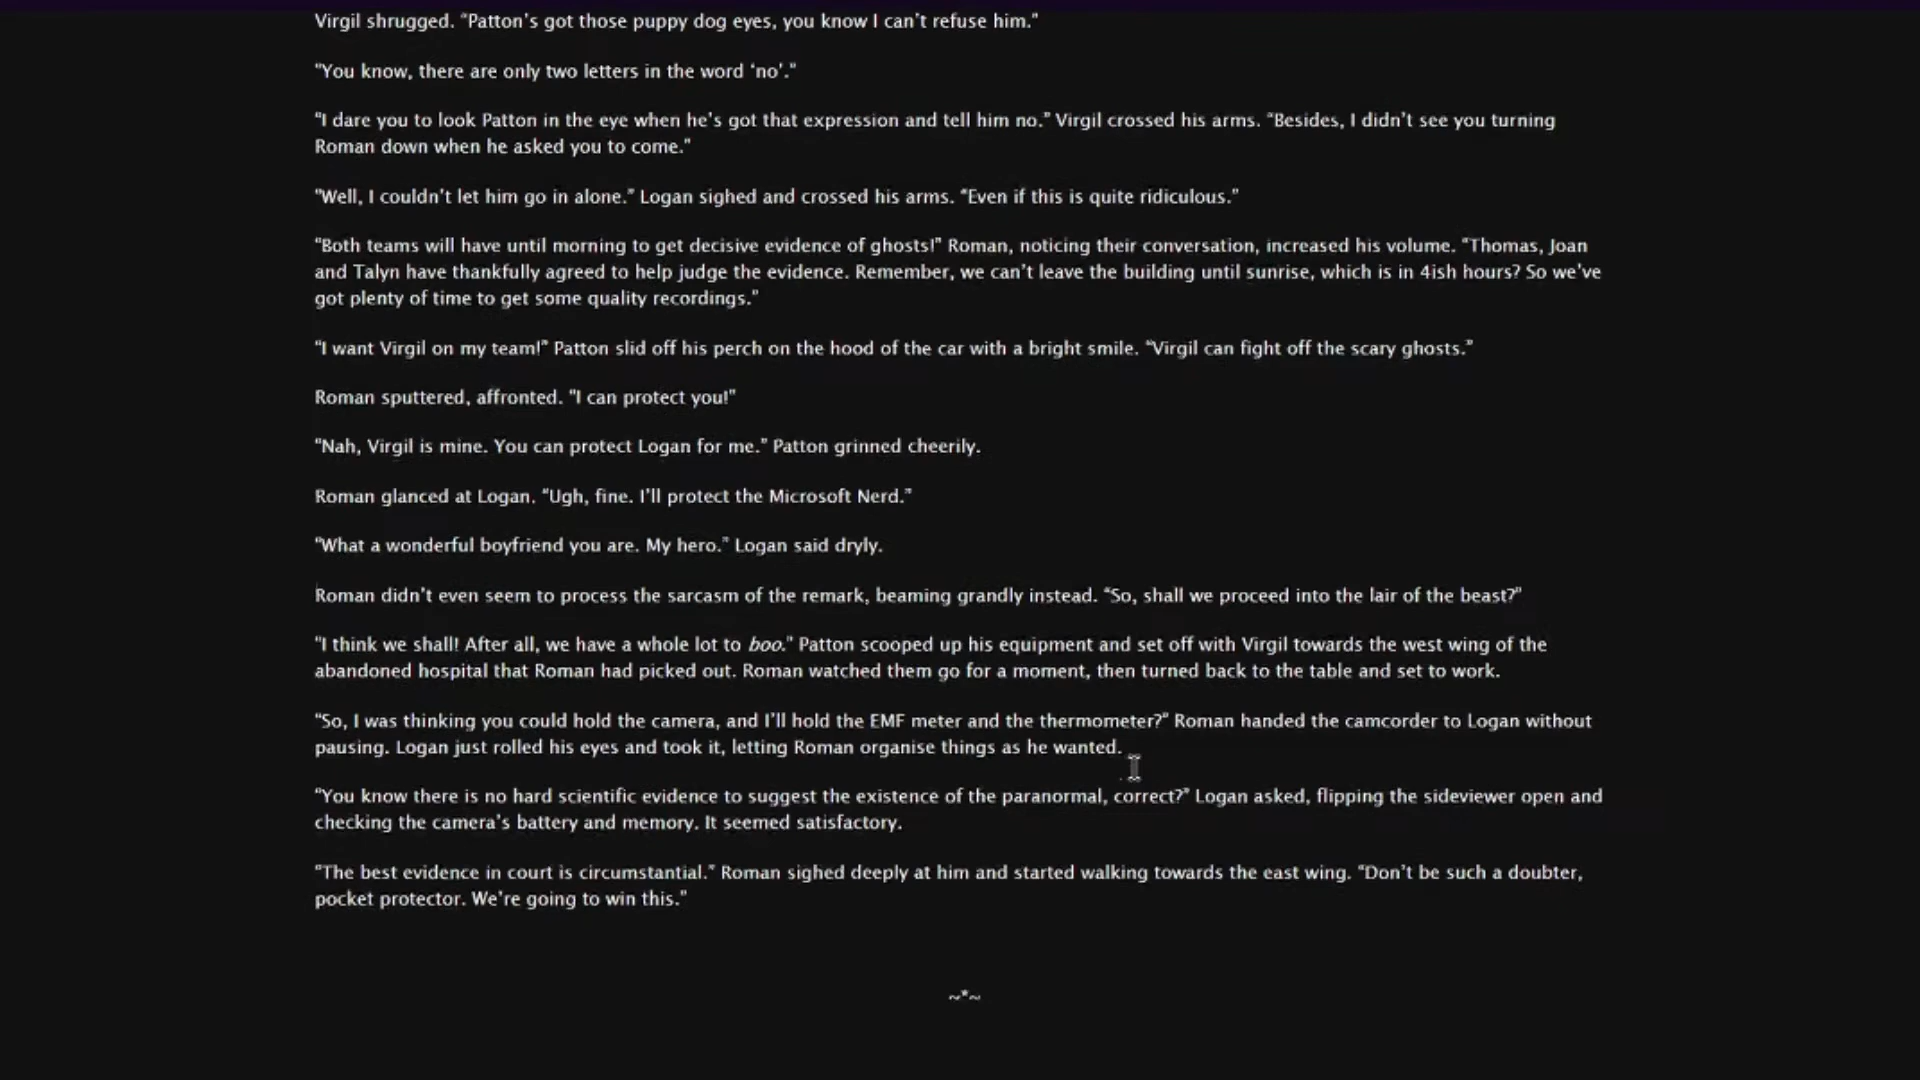 Virgil shrugged. “Patton’s got those puppy dog eyes, you know I can’t refuse him.”
“You know, there are only two letters in the word ‘no’.”
“I dare you to look Patton in the eye when he’s got that expression and tell him no.” Virgil crossed his arms. “Besides, I didn’t see you turning
Roman down when he asked you to come.”
“Well, I couldn’t let him go in alone.” Logan sighed and crossed his arms. “Even if this is quite ridiculous.”
“Both teams will have until morning to get decisive evidence of ghosts!” Roman, noticing their conversation, increased his volume. “Thomas, Joan
and Talyn have thankfully agreed to help judge the evidence. Remember, we can’t leave the building until sunrise, which is in 4ish hours? So we’ve
got plenty of time to get some quality recordings.”
“I want Virgil on my team!” Patton slid off his perch on the hood of the car with a bright smile. “Virgil can fight off the scary ghosts.”
Roman sputtered, affronted. “I can protect you!”
“Nah, Virgil is mine. You can protect Logan for me.” Patton grinned cheerily.
Roman glanced at Logan. “Ugh, fine. I’ll protect the Microsoft Nerd.”
“What a wonderful boyfriend you are. My hero.” Logan said dryly.
Roman didn’t even seem to process the sarcasm of the remark, beaming grandly instead. “So, shall we proceed into the lair of the beast?”
“I think we shall! After all, we have a whole lot to boo.” Patton scooped up his equipment and set off with Virgil towards the west wing of the
abandoned hospital that Roman had picked out. Roman watched them go for a moment, then turned back to the table and set to work.
“So, I was thinking you could hold the camera, and I’ll hold the EMF meter and the thermometer?” Roman handed the camcorder to Logan without
pausing. Logan just rolled his eyes and took it, letting Roman organise things as he wanted.
“You know there is no hard scientific evidence to suggest the existence of the paranormal, correct?” Logan asked, flipping the sideviewer open and
checking the camera’s battery and memory. It seemed satisfactory.
“The best evidence in court is circumstantial.” Roman sighed deeply at him and started walking towards the east wing. “Don’t be such a doubter,
pocket protector. We’re going to win this.”
~*~